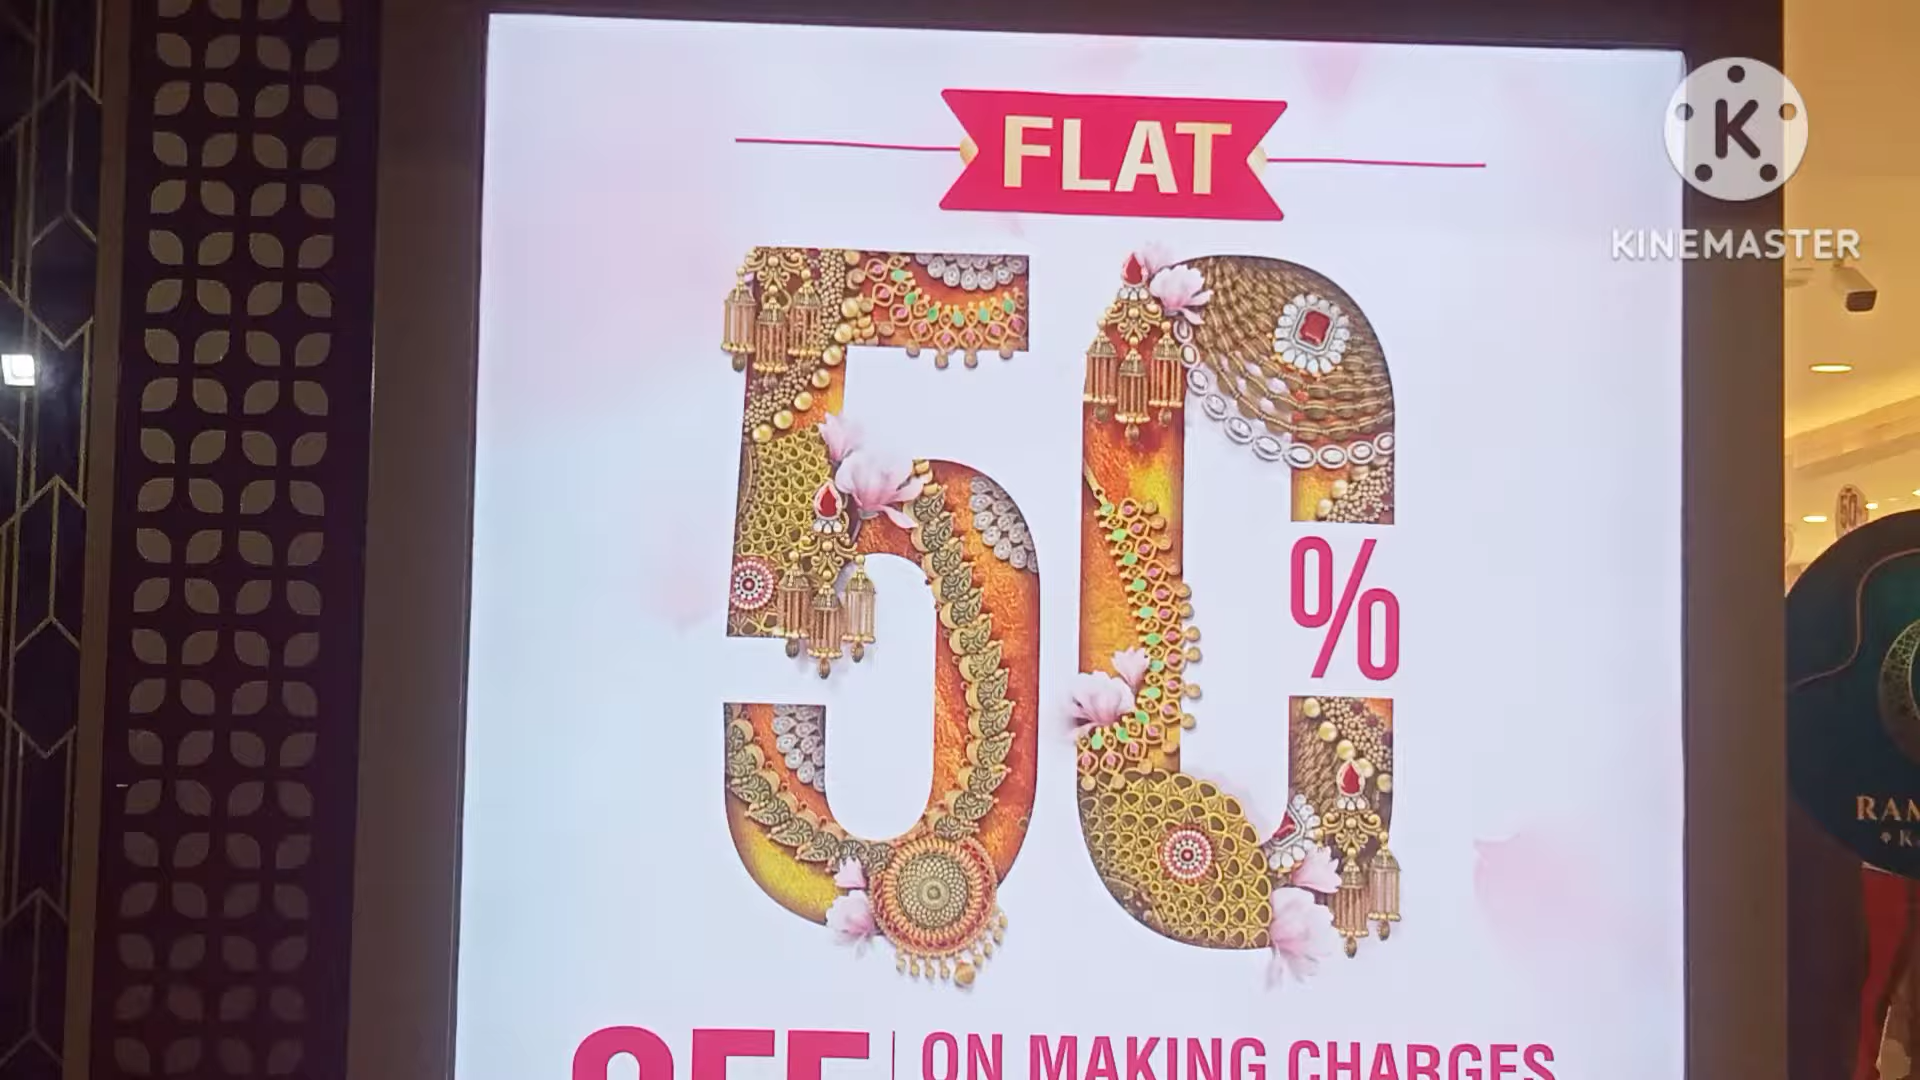 FLAT
50%
OFF
ON MAKING CHARGES
K
KINEMASTER